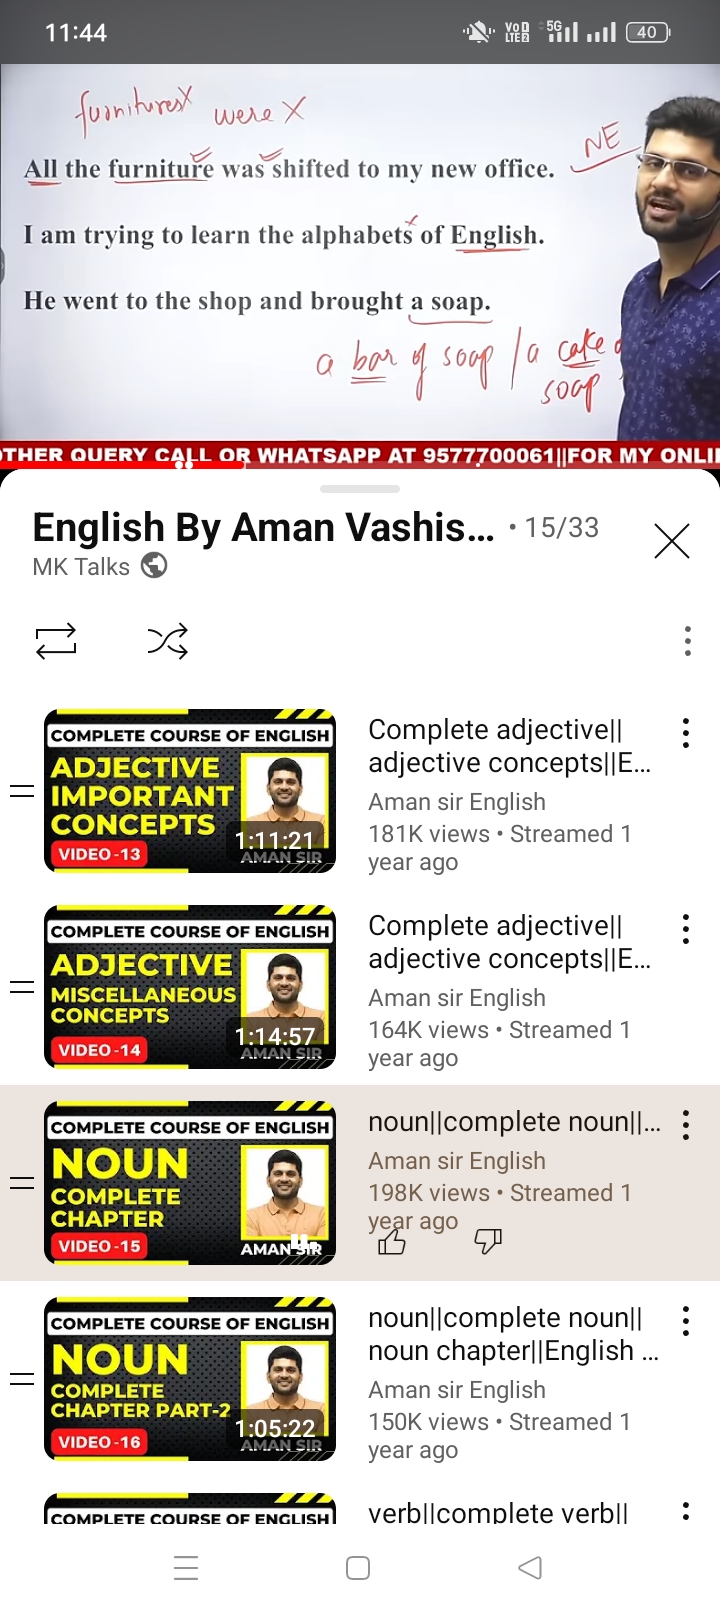 11:44
VoD
LTE2
5G
40
furnitures X were X
NE
All the furniture was shifted to my new office.
I am trying to learn the alphabets of English.
x
He went to the shop and brought a soap.
a bar of soap / a cake o
soap
OTHER QUERY CALL OR WHATSAPP AT 9577700061||FOR MY ONLI
English By Aman Vashis... • 15/33
MK Talks
COMPLETE COURSE OF ENGLISH
ADJECTIVE
IMPORTANT
CONCEPTS
VIDEO -13
1:11:21
AMAN SIR
Complete adjective||
adjective concepts||E...
Aman sir English
181K views • Streamed 1
year ago
COMPLETE COURSE OF ENGLISH
ADJECTIVE
MISCELLANEOUS
CONCEPTS
VIDEO -14
1:14:57
AMAN SIR
Complete adjective||
adjective concepts||E...
Aman sir English
164K views • Streamed 1
year ago
COMPLETE COURSE OF ENGLISH
NOUN
COMPLETE
CHAPTER
VIDEO -15
AMAN SIR
noun||complete noun||...
Aman sir English
198K views • Streamed 1
year ago
COMPLETE COURSE OF ENGLISH
NOUN
COMPLETE
CHAPTER PART-2
VIDEO -16
1:05:22
AMAN SIR
noun||complete noun||
noun chapter||English ...
Aman sir English
150K views • Streamed 1
year ago
COMPLETE COURSE OF ENGLISH
verb||complete verb||